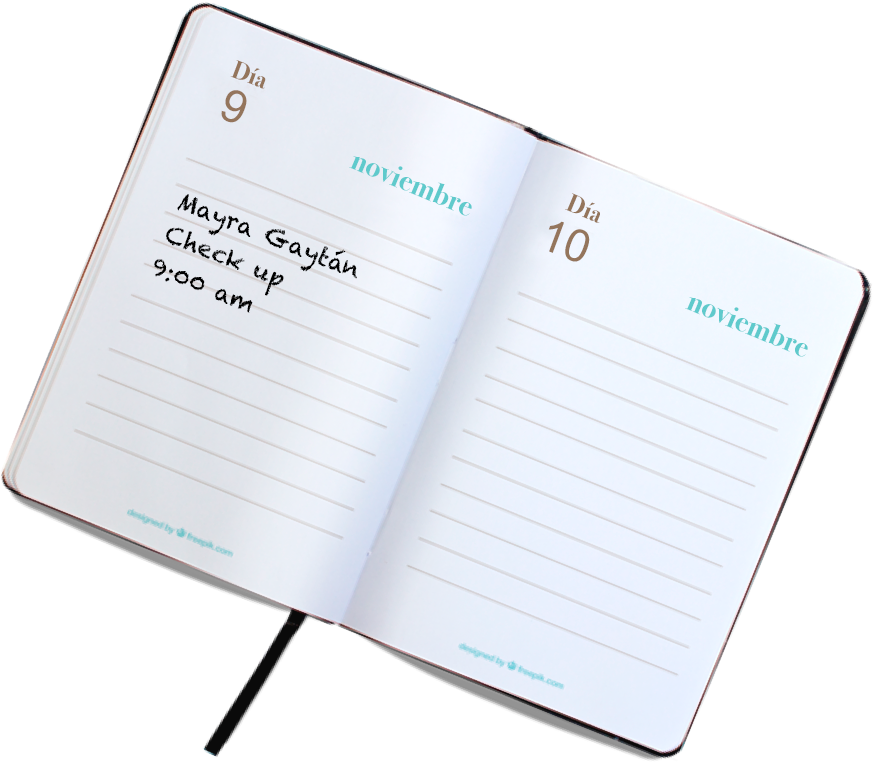 Día
9
noviembre
Mayra Gaytán
Check up
9:00 am
designed by freepik.com
Día
10
noviembre
designed by freepik.com